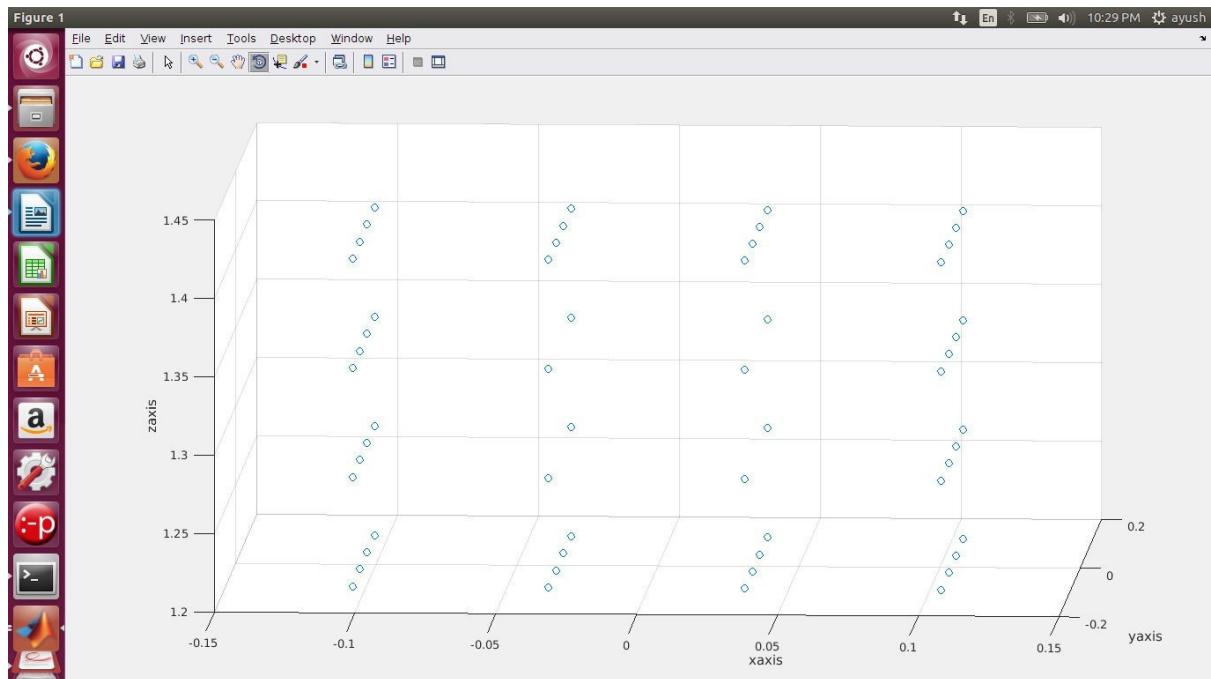 Figure 1
En
10:29 PM
ayush
File Edit View Insert Tools Desktop Window Help
1.45
1.4
1.35
1.3
1.25
1.2
zaxis
-0.15
-0.1
-0.05
0
0.05
0.1
0.15
xaxis
0.2
0
-0.2
yaxis
A
a
:-p
>_